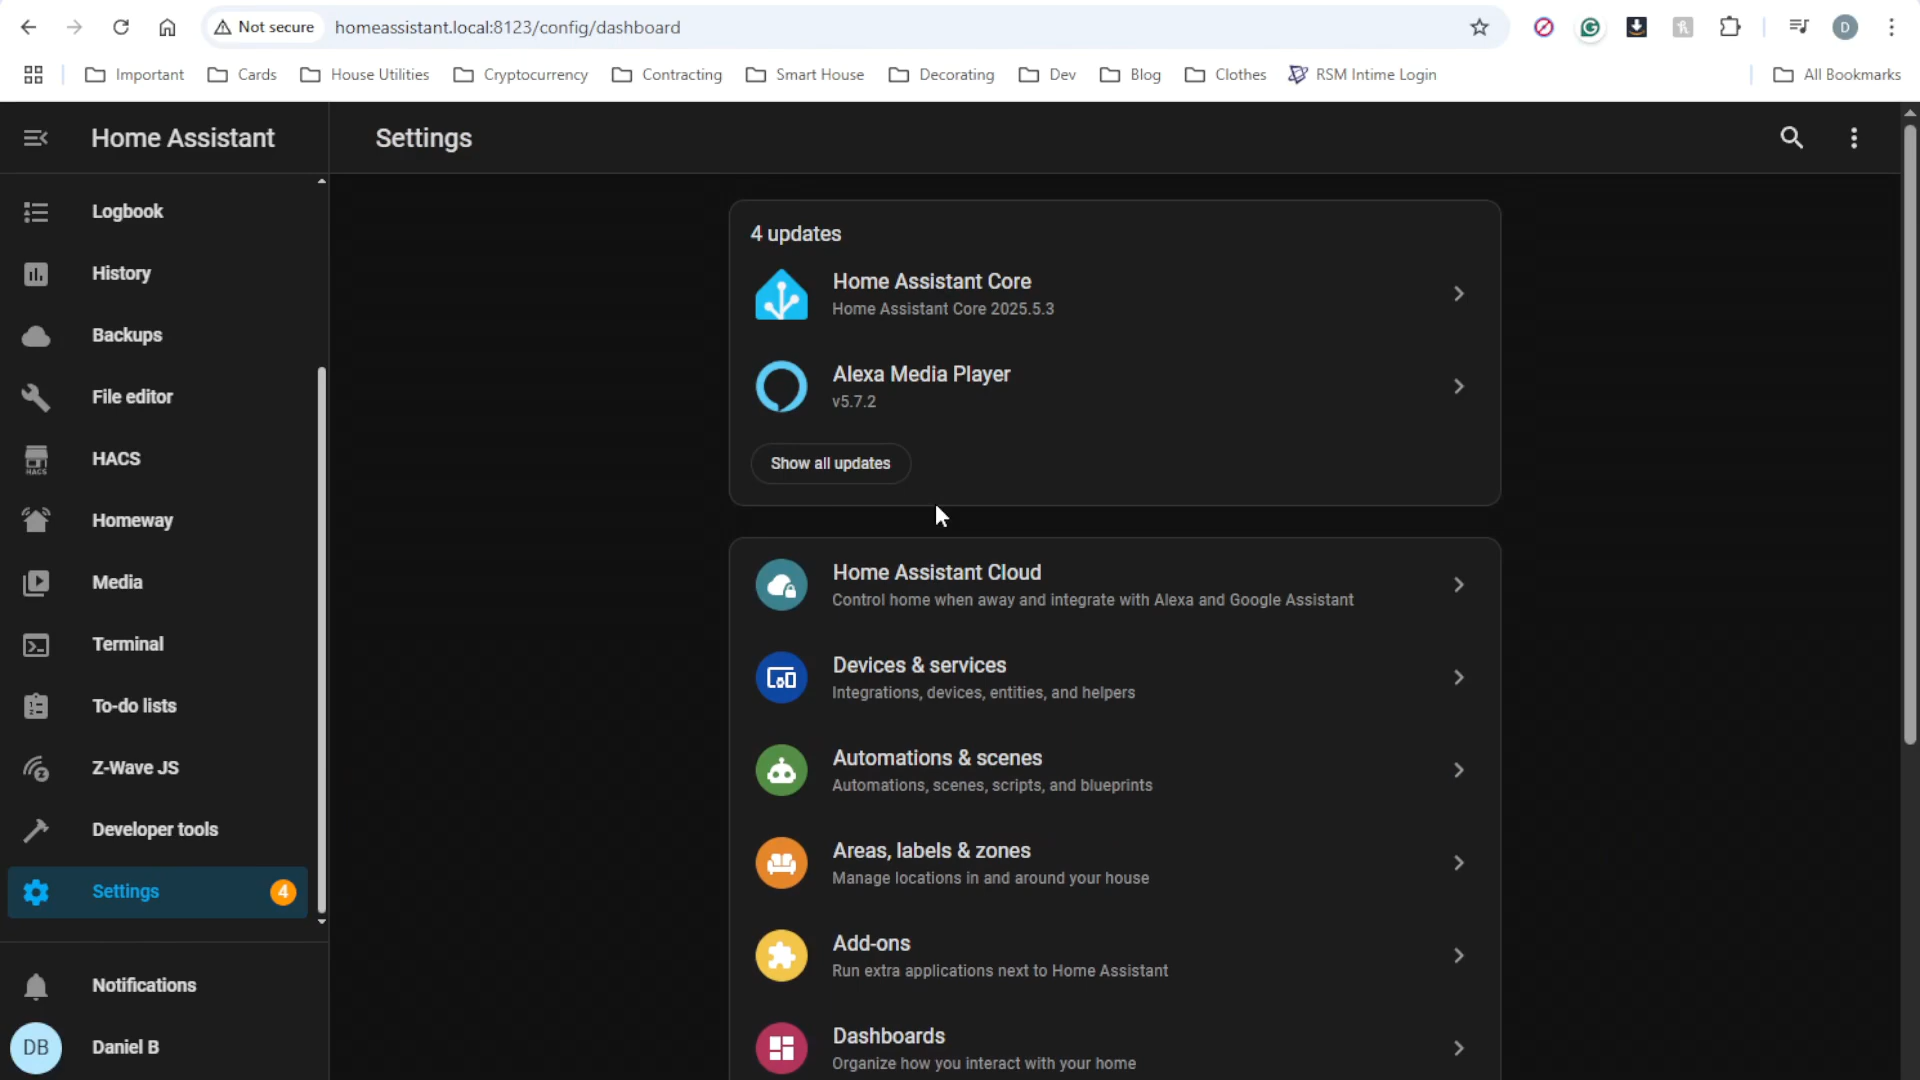 Not secure
homeassistant.local:8123/config/dashboard
D
Important
Cards
House Utilities
Cryptocurrency
Contracting
Smart House
Decorating
Dev
Blog
Clothes
RSM Intime Login
All Bookmarks
Home Assistant
Settings
Logbook
History
Backups
File editor
HACS
HACS
Homeway
Media
Terminal
To-do lists
Z-Wave JS
Developer tools
Settings
4
Notifications
DB
Daniel B
4 updates
Home Assistant Core
Home Assistant Core 2025.5.3
Alexa Media Player
v5.7.2
Show all updates
Home Assistant Cloud
Control home when away and integrate with Alexa and Google Assistant
Devices & services
Integrations, devices, entities, and helpers
Automations & scenes
Automations, scenes, scripts, and blueprints
Areas, labels & zones
Manage locations in and around your house
Add-ons
Run extra applications next to Home Assistant
Dashboards
Organize how you interact with your home